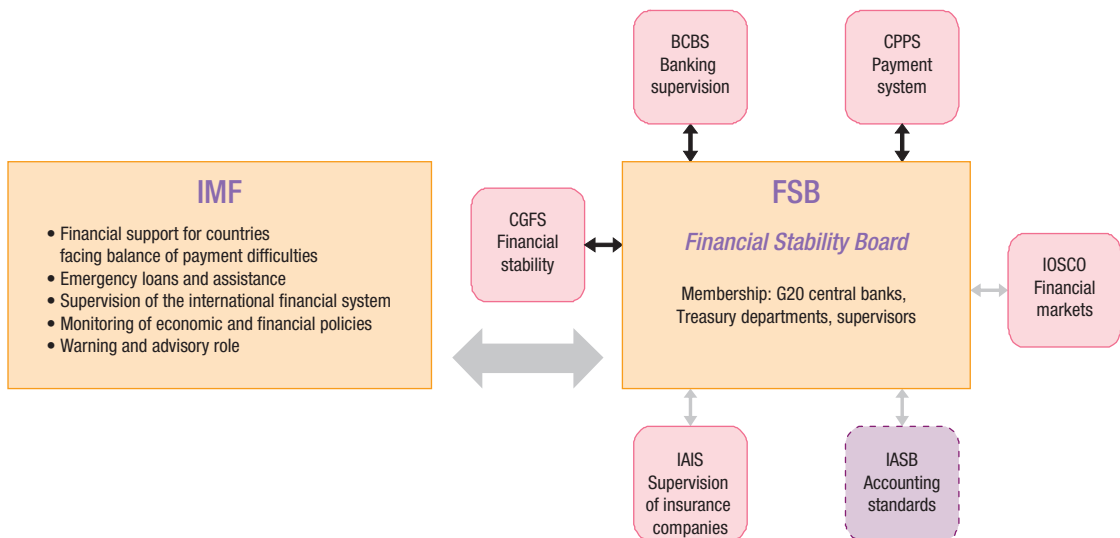 BCBS
Banking
supervision
CPPS
Payment
system
IMF
• Financial support for countries
facing balance of payment difficulties
• Emergency loans and assistance
• Supervision of the international financial system
• Monitoring of economic and financial policies
• Warning and advisory role
CGFS
Financial
stability
FSB
Financial Stability Board
Membership: G20 central banks,
Treasury departments, supervisors
IOSCO
Financial
markets
IAIS
Supervision
of insurance
companies
IASB
Accounting
standards